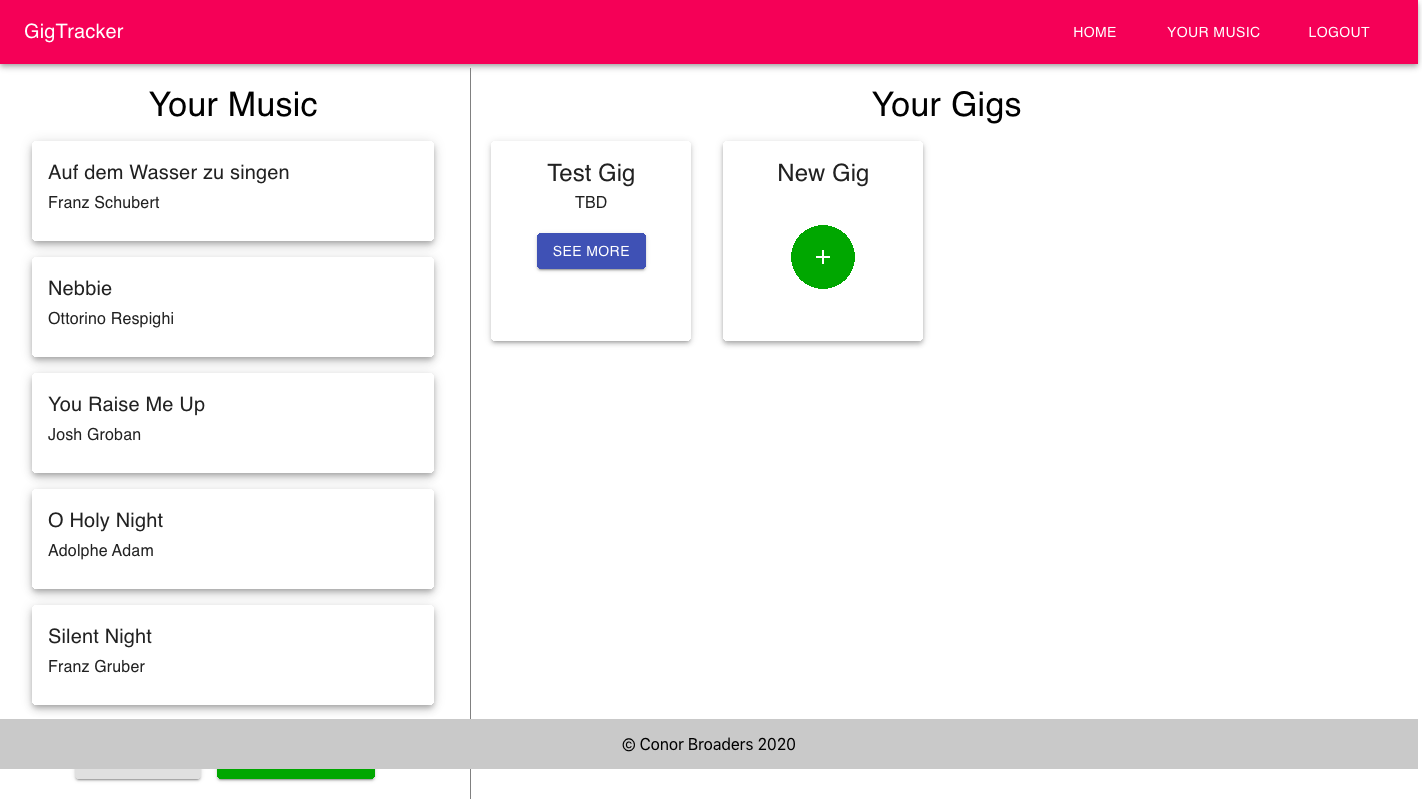 GigTracker
HOME
YOUR MUSIC
LOGOUT
Your Music
Auf dem Wasser zu singen
Franz Schubert
Nebbie
Ottorino Respighi
You Raise Me Up
Josh Groban
O Holy Night
Adolphe Adam
Silent Night
Franz Gruber
Your Gigs
Test Gig
TBD
SEE MORE
New Gig
+
© Conor Broaders 2020